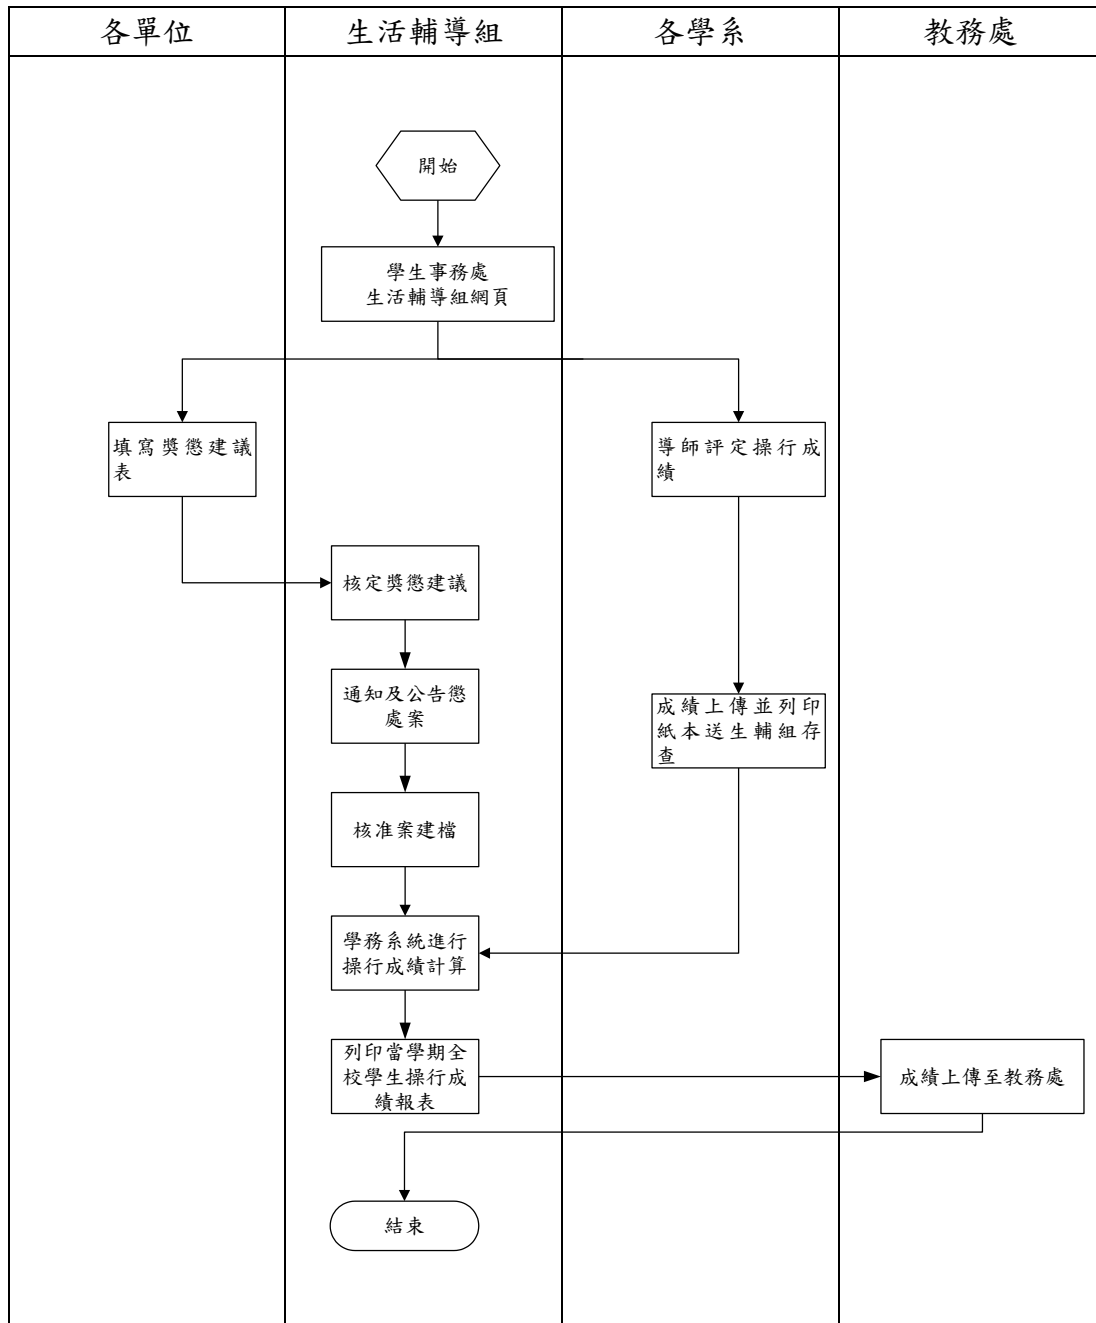 各單位
生活輔導組
各學系
教務處
開始
學生事務處
生活輔導組網頁
填寫獎懲建議
表
導師評定操行成
績
核定獎懲建議
通知及公告懲
處案
成績上傳並列印
紙本送生輔組存
查
核准案建檔
學務系統進行
操行成績計算
列印當學期全
校學生操行成
績報表
成績上傳至教務處
結束